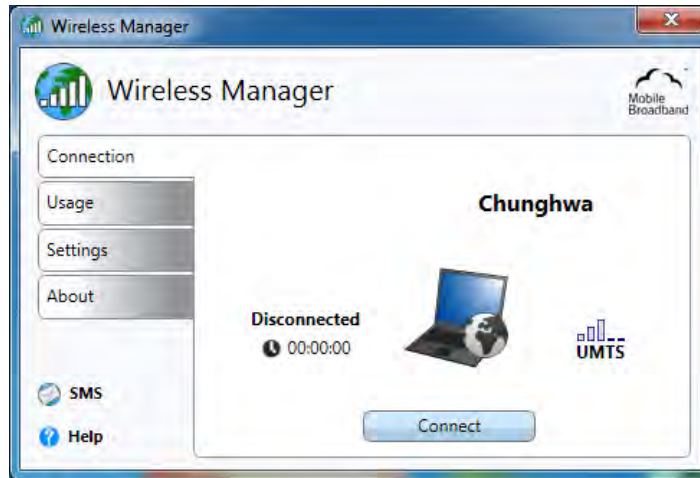 Wireless Manager
Wireless Manager
Mobile
Broadband
Connection
Usage
Settings
About
Chunghwa
Disconnected
00:00:00
UMTS
SMS
Help
Connect